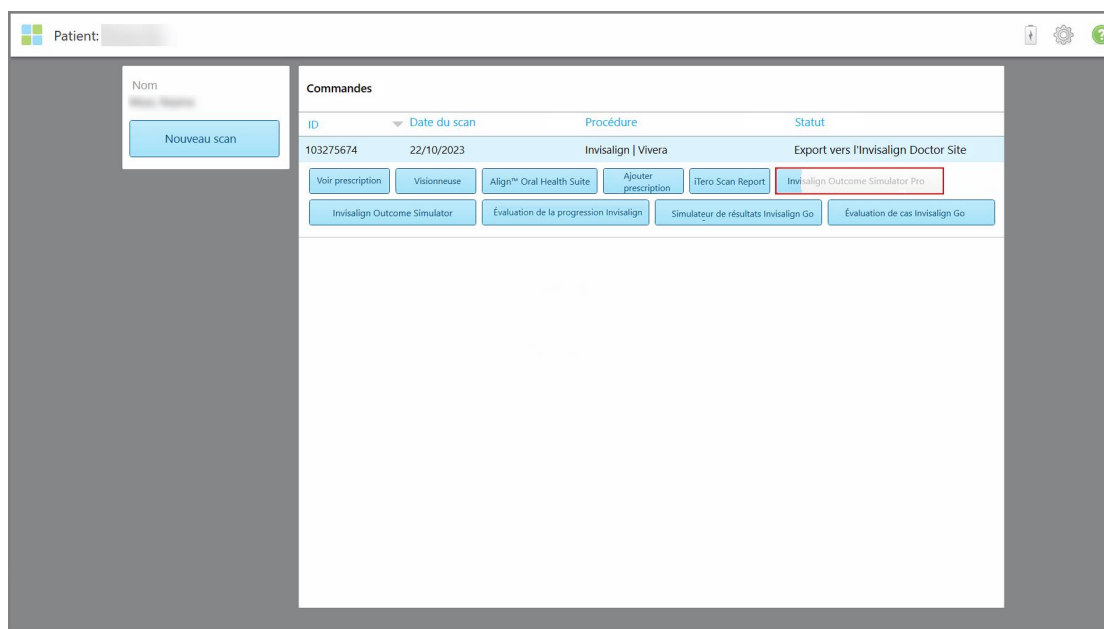 Patient:
Nom
Nouveau scan
Commandes
ID Date du scan Procédure Statut
103275674 22/10/2023 Invisalign | Vivera Export vers l'Invisalign Doctor Site
Voir prescription Visionneuse Align™ Oral Health Suite Ajouter prescription iTero Scan Report Invisalign Outcome Simulator Pro
Invisalign Outcome Simulator Évaluation de la progression Invisalign Simulateur de résultats Invisalign Go Évaluation de cas Invisalign Go
?